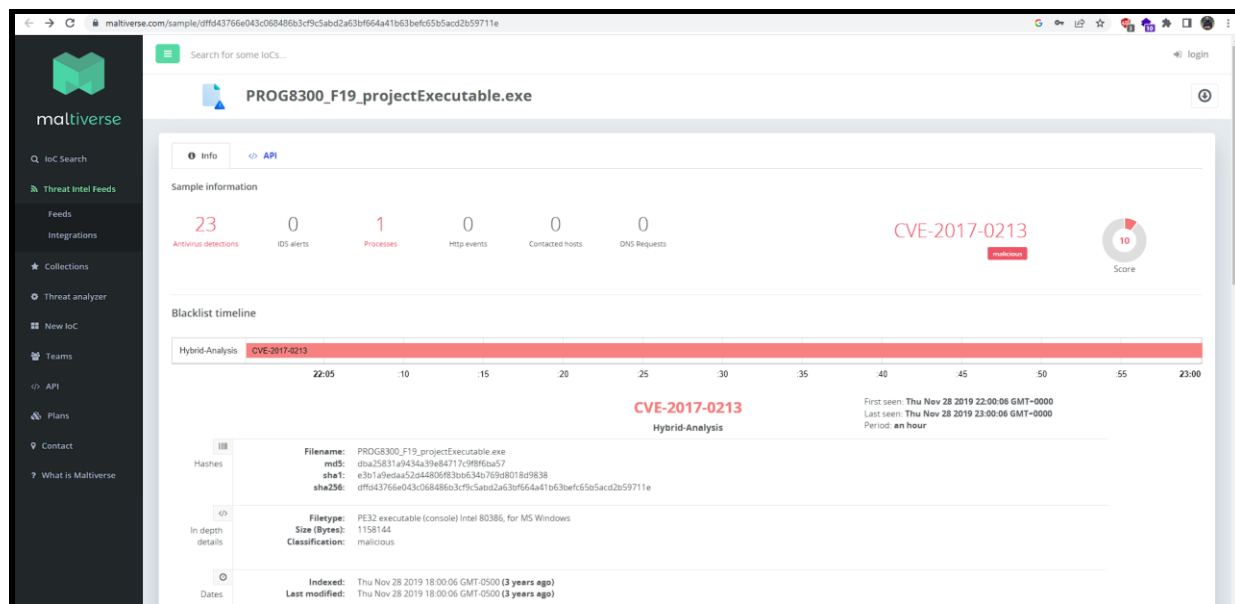 maltiverse.com/sample/dffd43766e043c068486b3cf9c5abd2a63bf664a41b63befc65b5acd2b59711e
Search for some IoCs...
login
maltiverse
PROG8300_F19_projectExecutable.exe
IoC Search
Threat Intel Feeds
Feeds
Integrations
Collections
Threat analyzer
New IoC
Teams
</> API
Plans
Contact
? What is Maltiverse
Info
</> API
Sample information
23 0 1 0 0 0
Antivirus detections IDS alerts Processes Http events Contacted hosts DNS Requests
CVE-2017-0213
malicious
10
Score
Blacklist timeline
Hybrid-Analysis CVE-2017-0213
22:05 :10 :15 :20 :25 :30 :35 :40 :45 :50 :55 23:00
CVE-2017-0213
Hybrid-Analysis
First seen: Thu Nov 28 2019 22:00:06 GMT+0000
Last seen: Thu Nov 28 2019 23:00:06 GMT+0000
Period: an hour
Hashes
Filename: PROG8300_F19_projectExecutable.exe
md5: dba25831a9434a39e84717c9f8f6ba57
sha1: e3b1a9edaa52d44806f83bb634b769d8018d9838
sha256: dffd43766e043c068486b3cf9c5abd2a63bf664a41b63befc65b5acd2b59711e
</>
In depth
details
Filetype: PE32 executable (console) Intel 80386, for MS Windows
Size (Bytes): 1158144
Classification: malicious
Dates
Indexed: Thu Nov 28 2019 18:00:06 GMT-0500 (3 years ago)
Last modified: Thu Nov 28 2019 18:00:06 GMT-0500 (3 years ago)